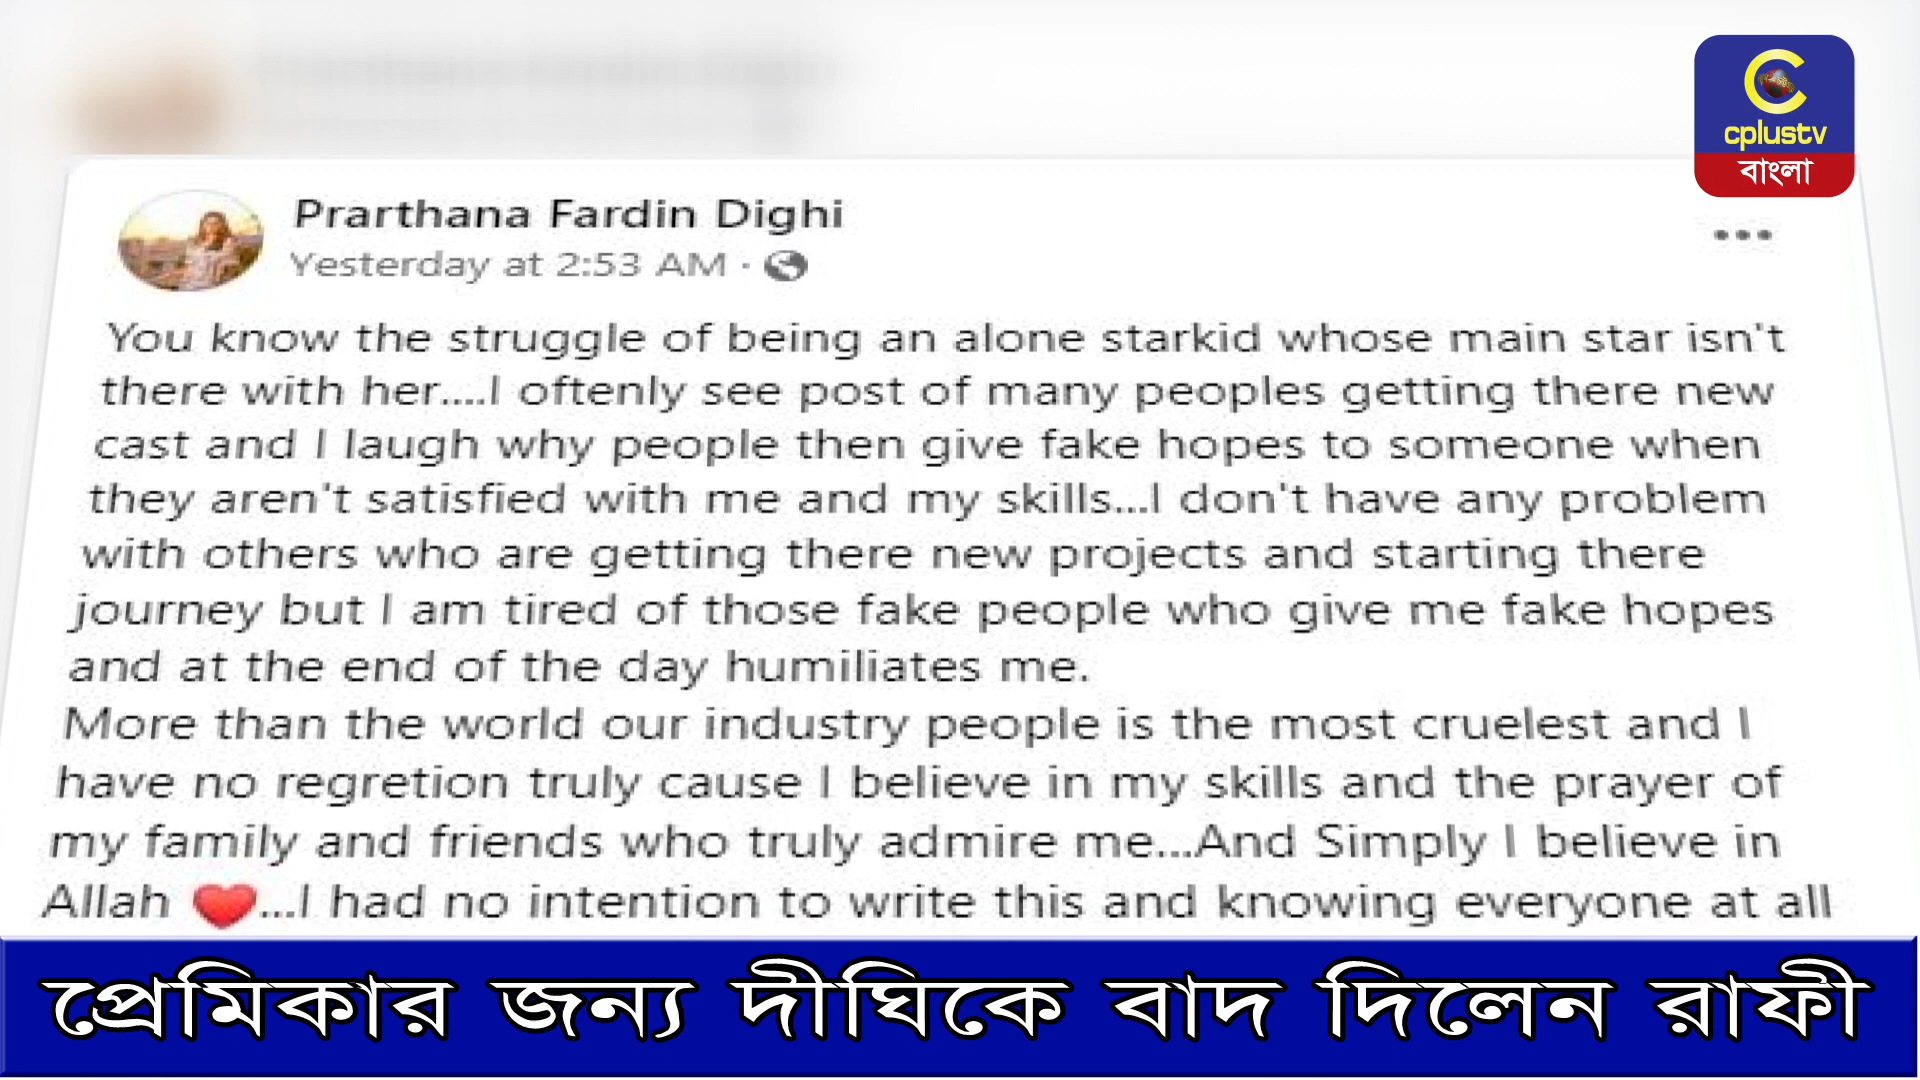 cplustv
বাংলা
Prarthana Fardin Dighi
Yesterday at 2:53 AM ·
You know the struggle of being an alone starkid whose main star isn't
there with her....I oftenly see post of many peoples getting there new
cast and I laugh why people then give fake hopes to someone when
they aren't satisfied with me and my skills...I don't have any problem
with others who are getting there new projects and starting there
journey but I am tired of those fake people who give me fake hopes
and at the end of the day humiliates me.
More than the world our industry people is the most cruelest and I
have no regretion truly cause I believe in my skills and the prayer of
my family and friends who truly admire me...And Simply I believe in
Allah ❤️...I had no intention to write this and knowing everyone at all
প্রেমিকার জন্য দীঘিকে বাদ দিলেন রাফী